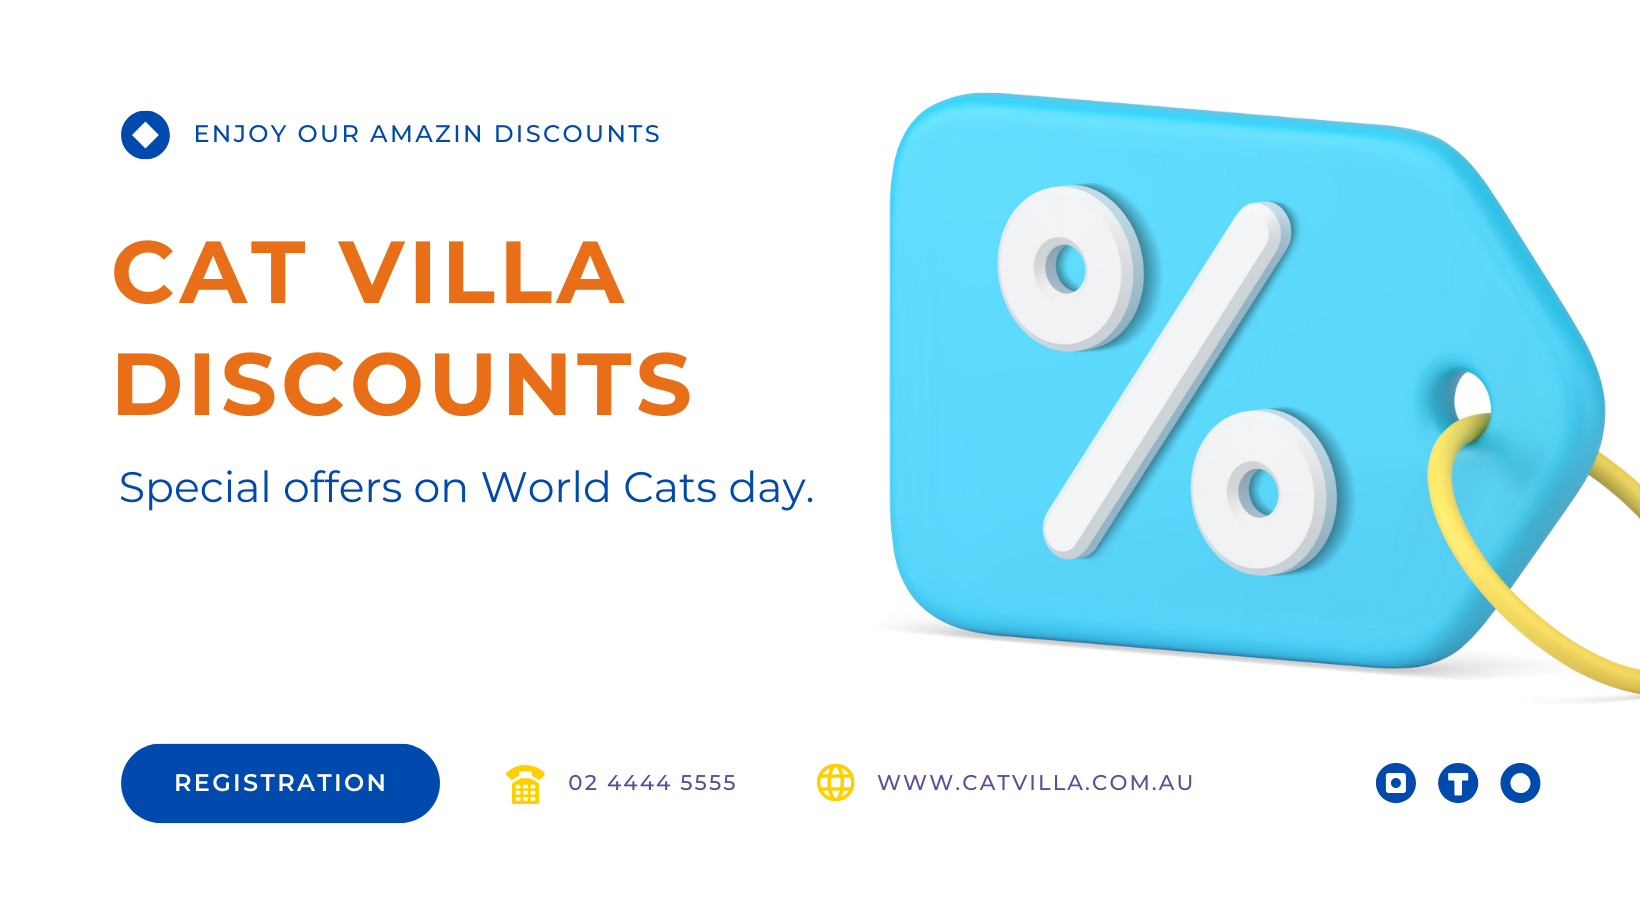 ENJOY OUR AMAZIN DISCOUNTS
CAT VILLA
DISCOUNTS
Special offers on World Cats day.
%
REGISTRATION
02 4444 5555
WWW.CATVILLA.COM.AU